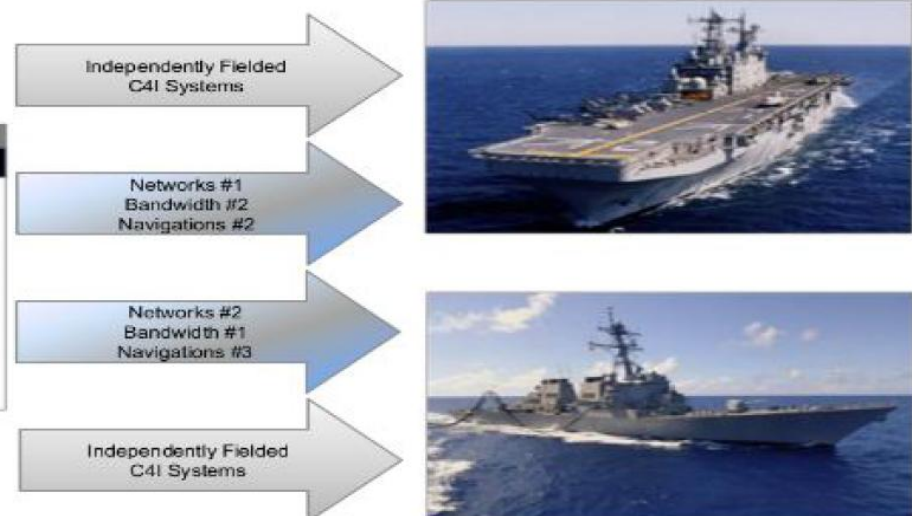 Independently Fielded
C4I Systems
Networks #1
Bandwidth #2
Navigations #2
Networks #2
Bandwidth #1
Navigations #3
Independently Fielded
C4I Systems